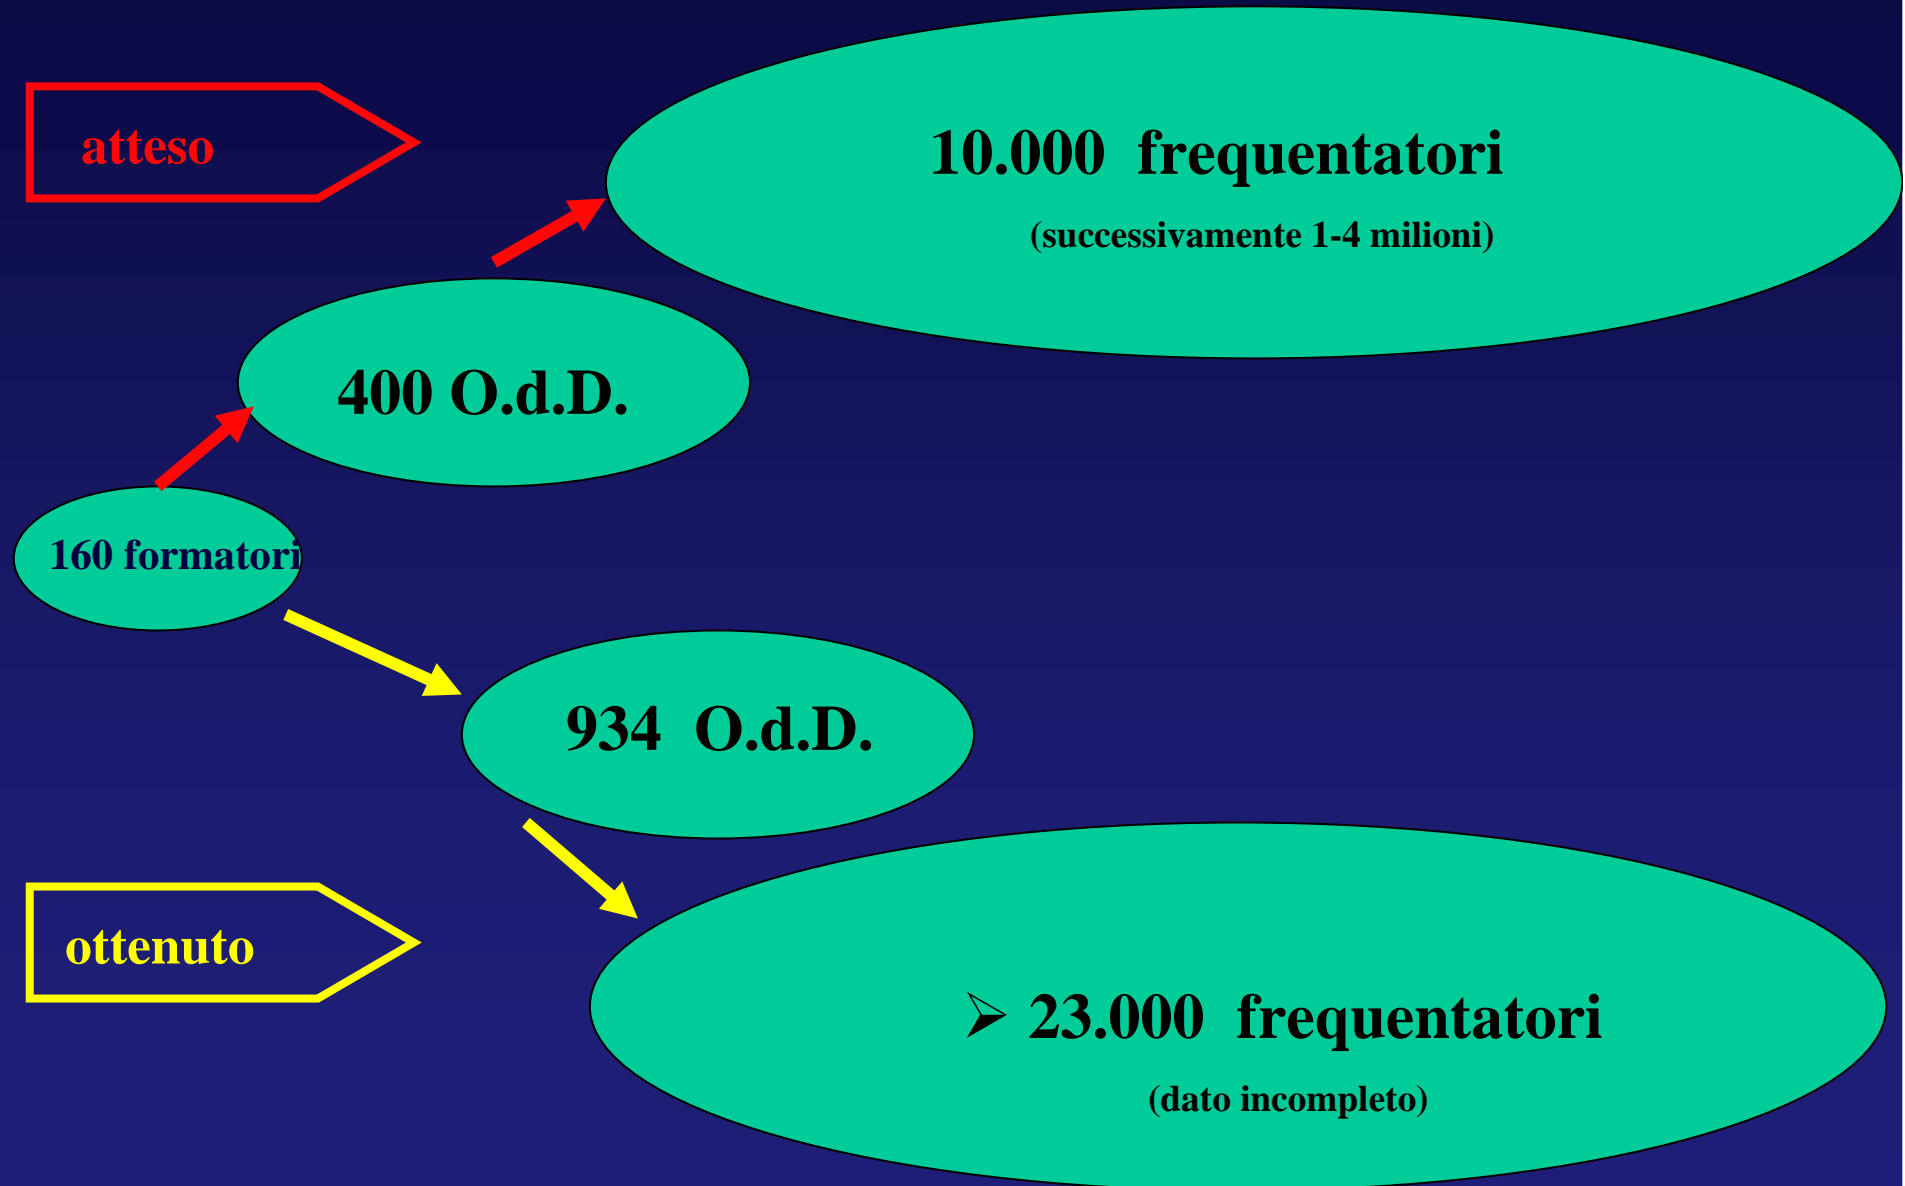 atteso
10.000 frequentatori
(successivamente 1-4 milioni)
400 O.d.D.
160 formatori
934 O.d.D.
ottenuto
➢ 23.000 frequentatori
(dato incompleto)